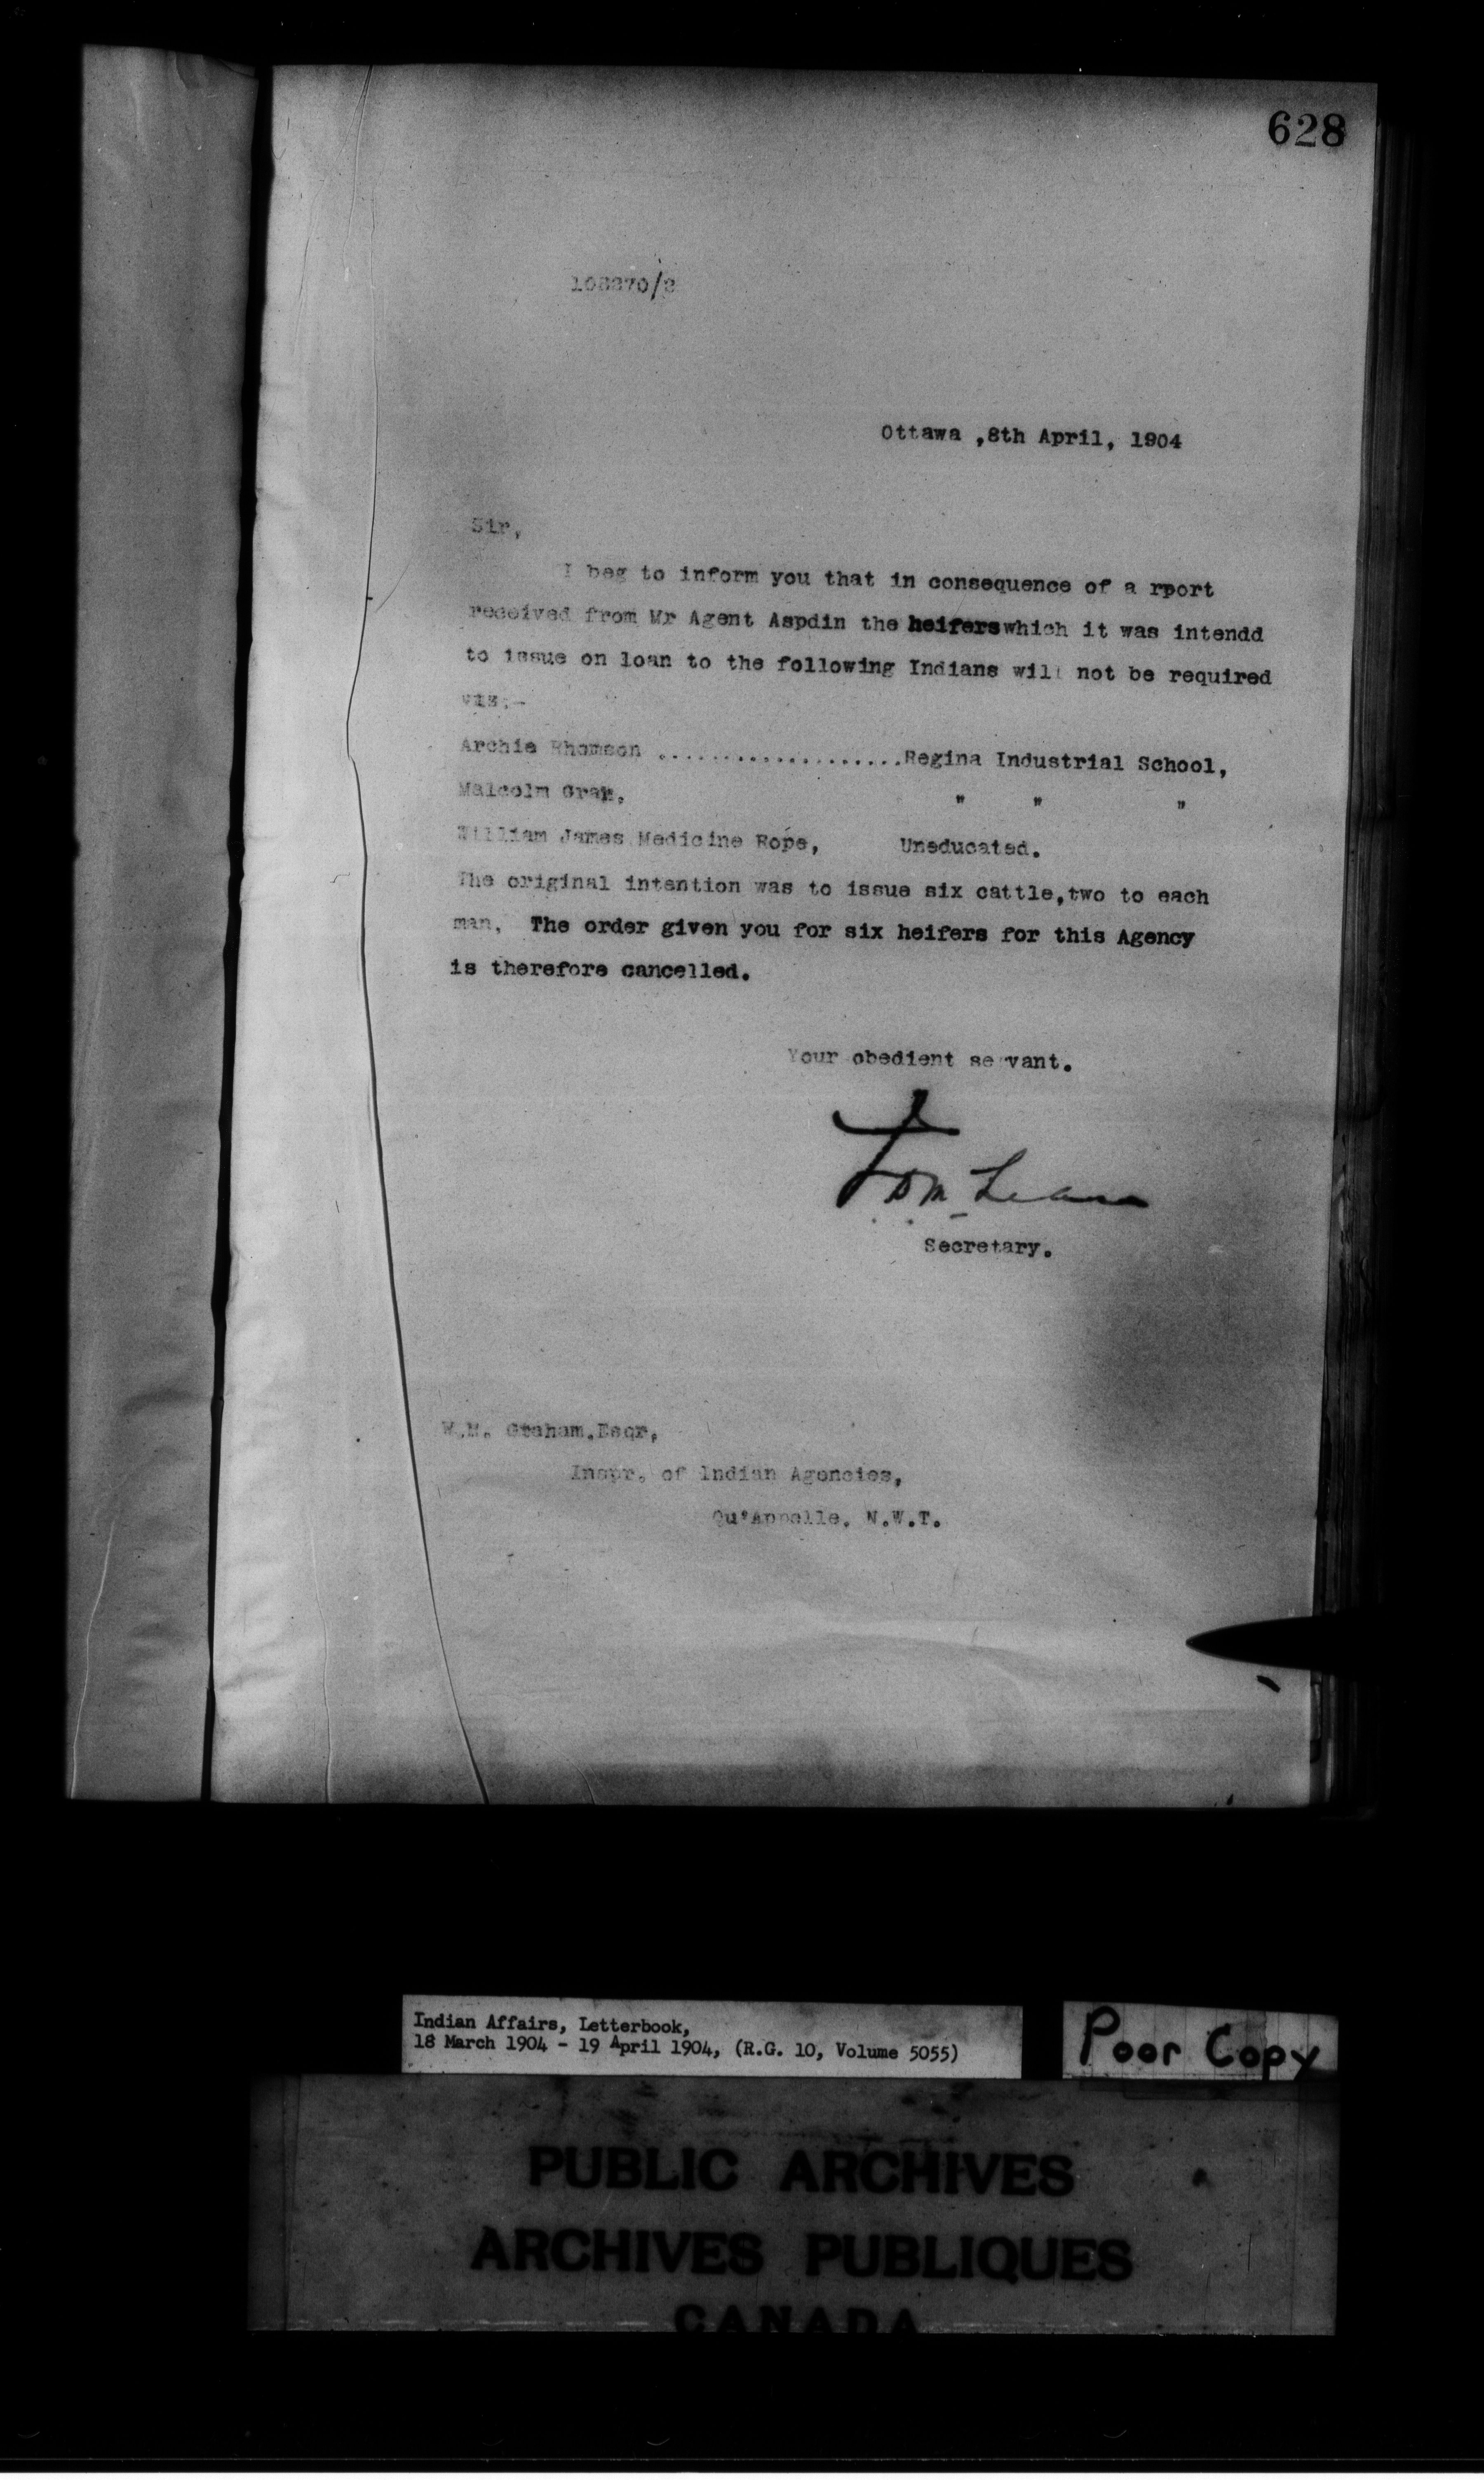 628
Ottawa ,8th April, 1904
Sir,
I beg to inform you that in consequence of a rport
received from Mr Agent Aspdin the heifers which it was intendd
to issue on loan to the following Indians will not be required
viz.-
Archie Rhomson ....................Regina Industrial School,
Malcolm " " "
William James Medicine Rope, Uneducated.
The original intention was to issue six cattle,two to each
man. The order given you for six heifers for this Agency
is therefore cancelled.
Your obedient servant.
Secretary.
W.M. Graham.Esqr,
Inspr. of Indian Agencies,
Qu'Appelle. N.W.T.
Indian Affairs, Letterbook,
18 March 1904 - 19 April 1904, (R.G. 10, Volume 5055)
Poor Copy
PUBLIC ARCHIVES
ARCHIVES PUBLIQUES
CANADA